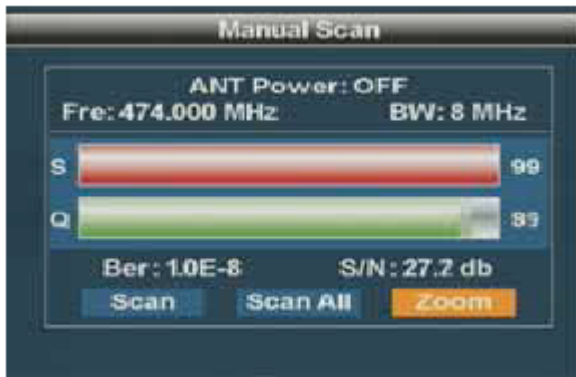 Manual Scan
ANT Power: OFF
Fre: 474.000 MHz BW: 8 MHz
S 99
Q 89
Ber: 1.0E-8 S/N: 27.2 db
Scan Scan All Zoom